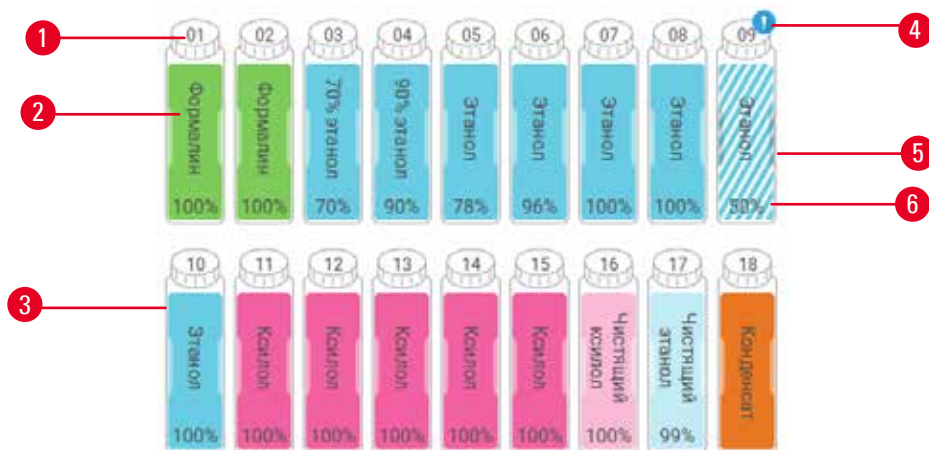 01 02 03 04 05 06 07 08 09
Формалин Формалин 70% этанол 90% этанол Этанол Этанол Этанол Этанол Этанол
100% 100% 70% 90% 78% 96% 100% 100% 50%
10 11 12 13 14 15 16 17 18
Этанол Ксилол Ксилол Ксилол Ксилол Ксилол Чистящий ксилол Чистящий этанол Конденсат
100% 100% 100% 100% 100% 100% 100% 99%
1
2
3
4
5
6